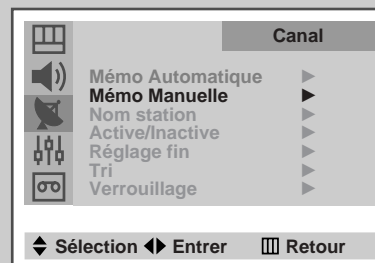 Canal
Mémo Automatique
Mémo Manuelle
Nom station
Active/Inactive
Réglage fin
Tri
Verrouillage
Sélection Entrer Retour